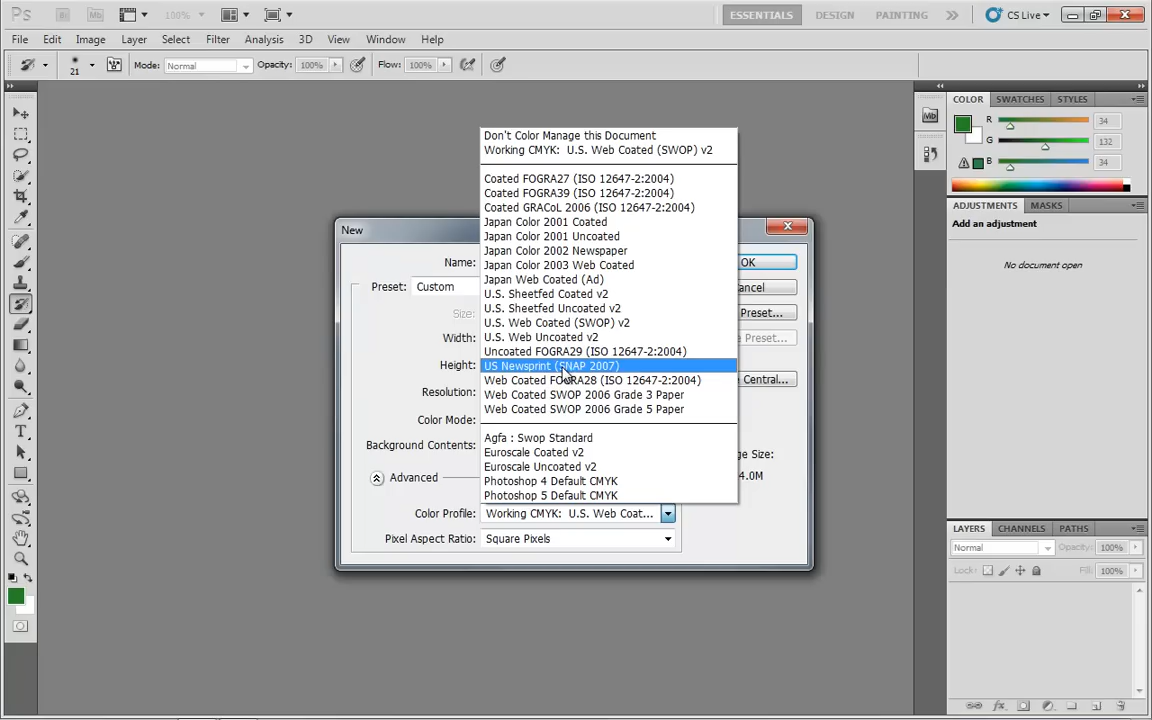 Ps Br Mb 100% ESSENTIALS DESIGN PAINTING CS Live
File Edit Image Layer Select Filter Analysis 3D View Window Help
21 Mode: Normal Opacity: 100% Flow: 100%
COLOR SWATCHES STYLES
R 34
G 132
B 34
Mb
ADJUSTMENTS MASKS
Add an adjustment
No document open
Don't Color Manage this Document
Working CMYK: U.S. Web Coated (SWOP) v2
Coated FOGRA27 (ISO 12647-2:2004)
Coated FOGRA39 (ISO 12647-2:2004)
Coated GRACoL 2006 (ISO 12647-2:2004)
Japan Color 2001 Coated
Japan Color 2001 Uncoated
Japan Color 2002 Newspaper
Japan Color 2003 Web Coated
Japan Web Coated (Ad)
U.S. Sheetfed Coated v2
U.S. Sheetfed Uncoated v2
U.S. Web Coated (SWOP) v2
U.S. Web Uncoated v2
Uncoated FOGRA29 (ISO 12647-2:2004)
US Newsprint (SNAP 2007)
Web Coated FOGRA28 (ISO 12647-2:2004)
Web Coated SWOP 2006 Grade 3 Paper
Web Coated SWOP 2006 Grade 5 Paper
Agfa : Swop Standard
Euroscale Coated v2
Euroscale Uncoated v2
Photoshop 4 Default CMYK
Photoshop 5 Default CMYK
New
Name: OK
Preset: Custom ancel
Size: Preset...
Width: e Preset...
Height:
Resolution: e Central...
Color Mode:
Background Contents: ge Size:
Advanced 4.0M
Color Profile: Working CMYK: U.S. Web Coat...
Pixel Aspect Ratio: Square Pixels
LAYERS CHANNELS PATHS
Normal Opacity: 100%
Lock: Fill: 100%
T
fx